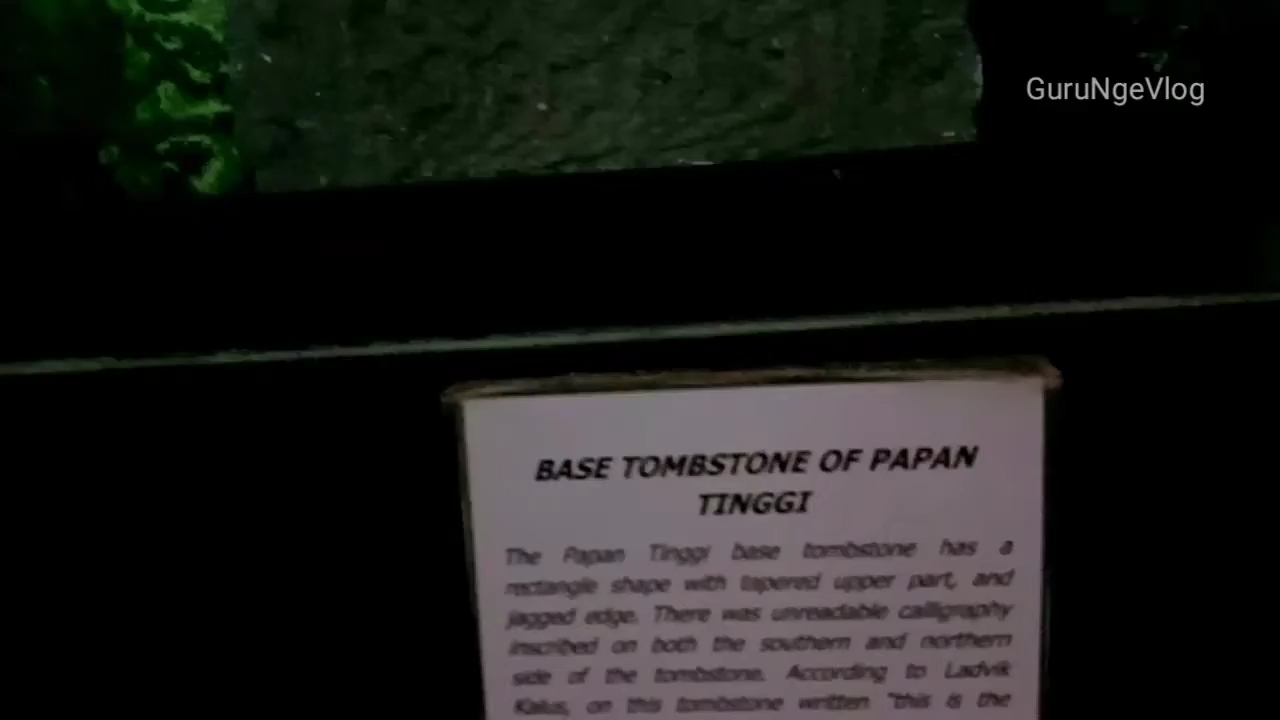 GuruNgeVlog
BASE TOMBSTONE OF PAPAN
TINGGI
The Papan Tinggi base tombstone has a
rectangle shape with tapered upper part, and
jagged edge. There was unreadable calligraphy
inscribed on both the southern and northern
side of the tombstone. According to Ladvik
Kalus, on this tombstone written "this is the